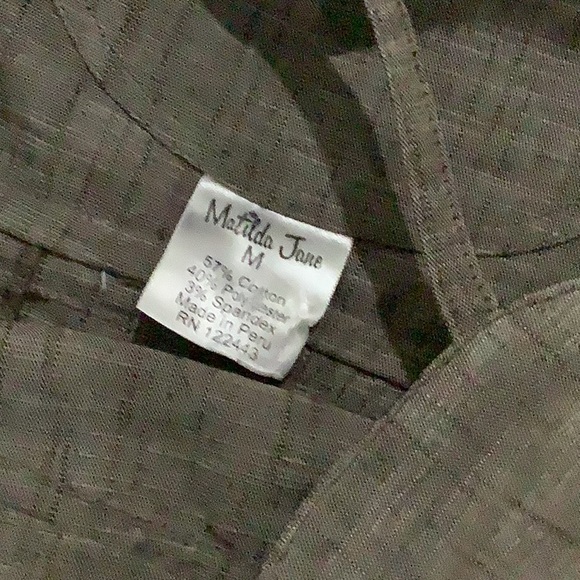 Matilda Jane
M
57% Cotton
40% Polyester
3% Spandex
Made in Peru
RN 122443